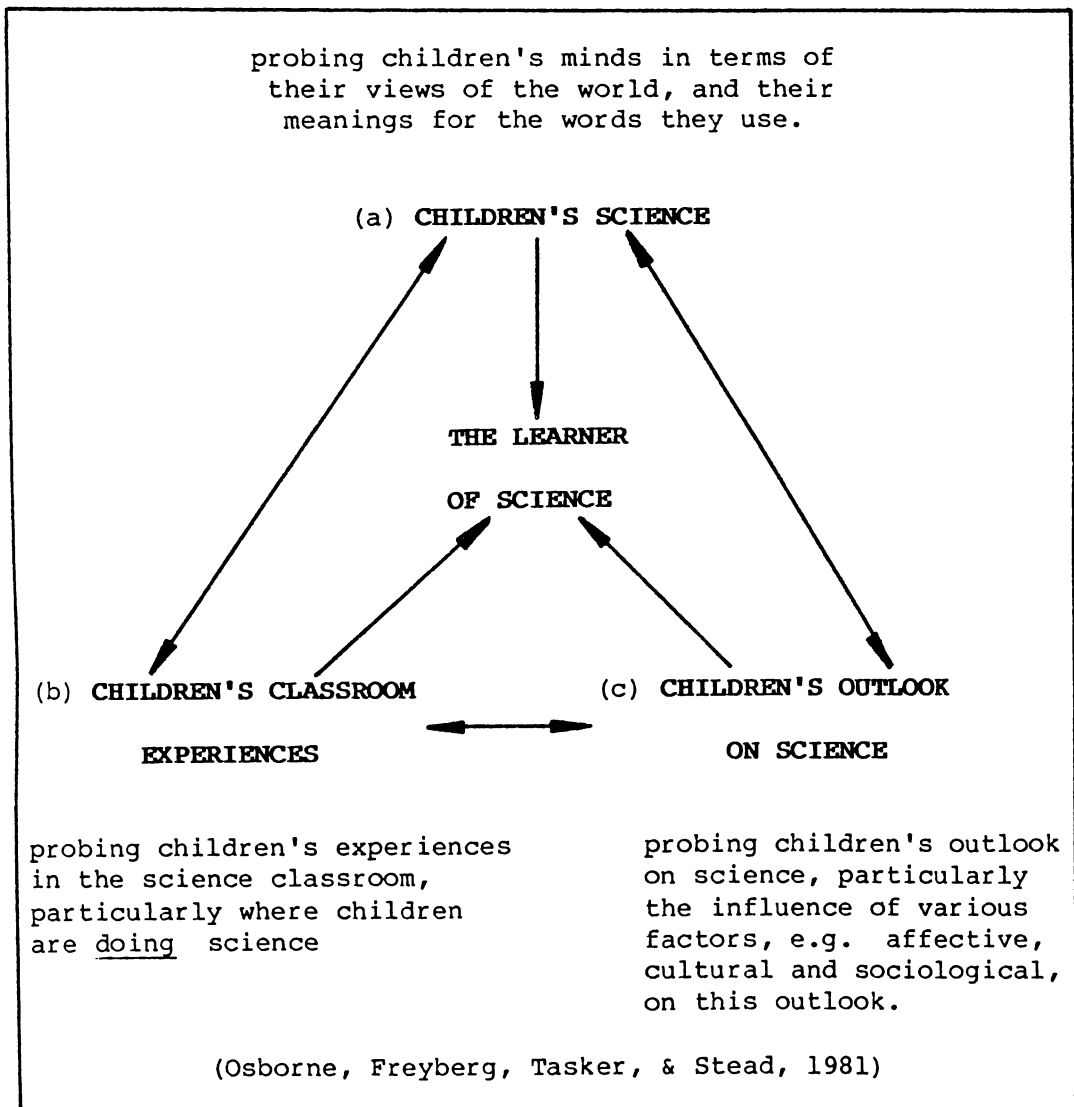 probing children's minds in terms of
their views of the world, and their
meanings for the words they use.
(a) CHILDREN'S SCIENCE
THE LEARNER
OF SCIENCE
(b) CHILDREN'S CLASSROOM
EXPERIENCES
(c) CHILDREN'S OUTLOOK
ON SCIENCE
probing children's experiences
in the science classroom,
particularly where children
are doing science
probing children's outlook
on science, particularly
the influence of various
factors, e.g. affective,
cultural and sociological,
on this outlook.
(Osborne, Freyberg, Tasker, & Stead, 1981)